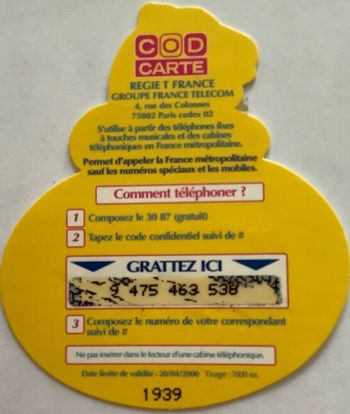 COD
CARTE
REGIE T FRANCE
GROUPE FRANCE TELECOM
4, rue des Colonnes
75082 Paris cedex 02
S'utilise à partir des téléphones fixes
à touches musicales et des cabines
téléphoniques en France métropolitaine.
Permet d'appeler la France métropolitaine
sauf les numéros spéciaux et les mobiles.
Comment téléphoner ?
1 Composez le 30 87 (gratuit)
2 Tapez le code confidentiel suivi de #
GRATTEZ ICI
9 475 463 538
3 Composez le numéro de votre correspondant
suivi de #
Ne pas insérer dans le lecteur d'une cabine téléphonique.
Date limite de validité : 20/04/2000 Tirage : 7000 ex.
1939